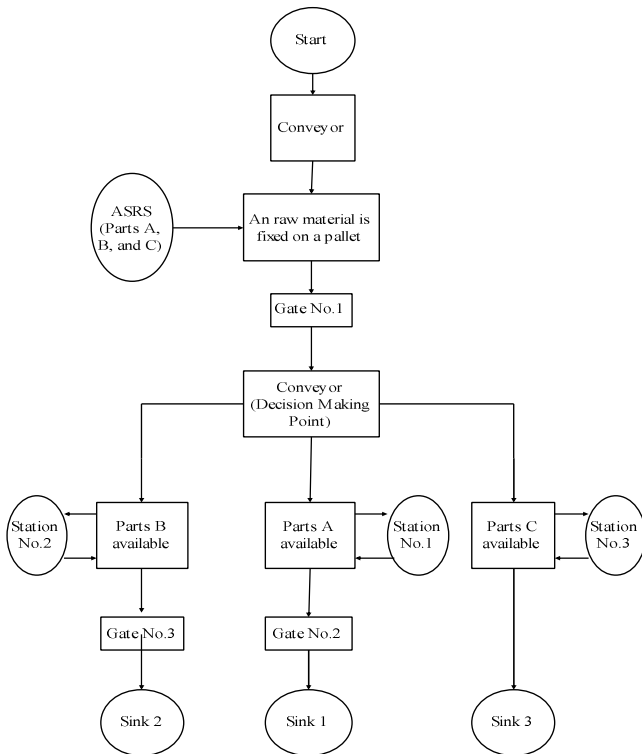 Start
Conveyor
ASRS
(Parts A,
B, and C)
An raw material is
fixed on a pallet
Gate No.1
Conveyor
(Decision Making
Point)
Station
No.2
Parts B
available
Parts A
available
Station
No.1
Parts C
available
Station
No.3
Gate No.3
Gate No.2
Sink 2
Sink 1
Sink 3